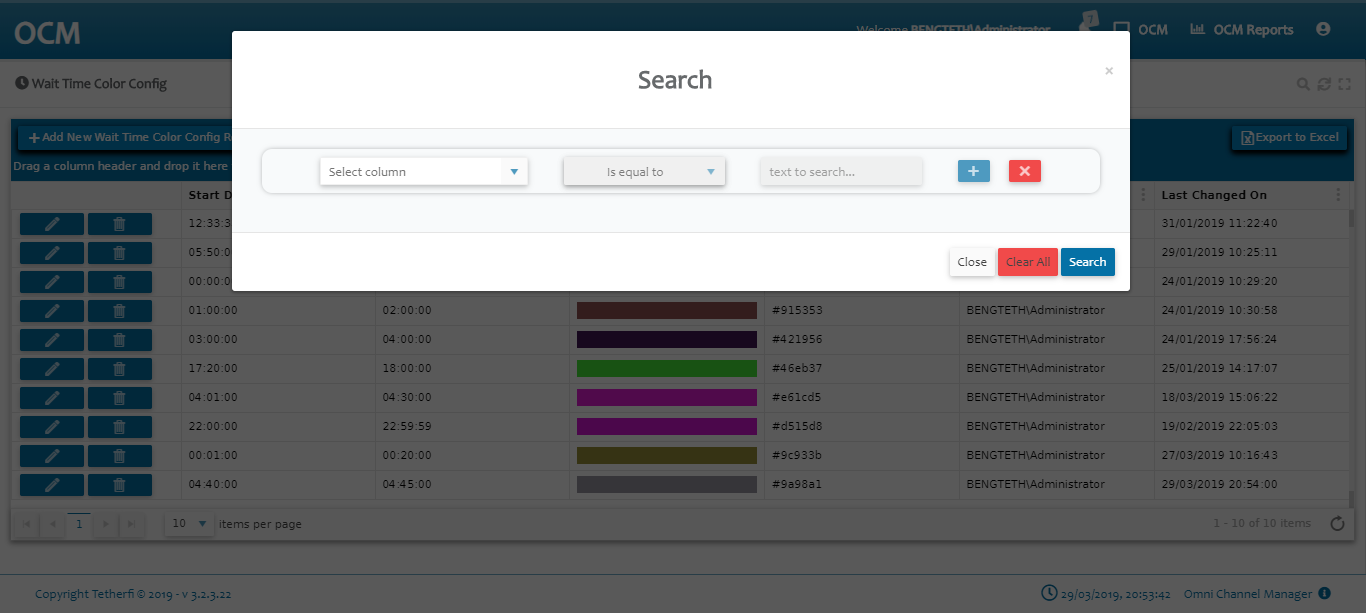 OCM
Welcome BENGTETH\Administrator
7
OCM
OCM Reports
Wait Time Color Config
Search
×
Add New Wait Time Color Config
Export to Excel
Drag a column header and drop it here
Select column
Is equal to
text to search...
Start
Last Changed On
12:33:3
31/01/2019 11:22:40
05:50:0
29/01/2019 10:25:11
00:00:0
24/01/2019 10:29:20
Close
Clear All
Search
01:00:00 02:00:00 #915353 BENGTETH\Administrator 24/01/2019 10:30:58
03:00:00 04:00:00 #421956 BENGTETH\Administrator 24/01/2019 17:56:24
17:20:00 18:00:00 #46eb37 BENGTETH\Administrator 25/01/2019 14:17:07
04:01:00 04:30:00 #e61cd5 BENGTETH\Administrator 18/03/2019 15:06:22
22:00:00 22:59:59 #d515d8 BENGTETH\Administrator 19/02/2019 22:05:03
00:01:00 00:20:00 #9c933b BENGTETH\Administrator 27/03/2019 10:16:43
04:40:00 04:45:00 #9a98a1 BENGTETH\Administrator 29/03/2019 20:54:00
1 10 items per page 1 - 10 of 10 items
Copyright Tetherfi © 2019 - v 3.2.3.22
29/03/2019, 20:53:42 Omni Channel Manager